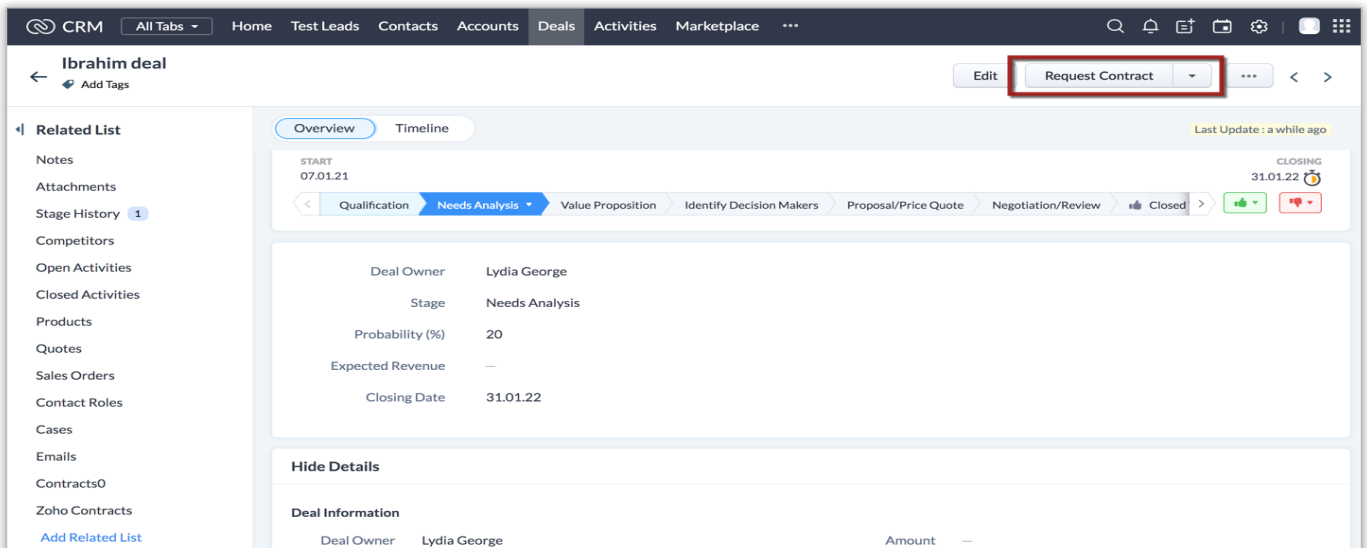 CRM All Tabs Home Test Leads Contacts Accounts Deals Activities Marketplace ...
Ibrahim deal
Add Tags
Edit Request Contract ...
Related List
Notes
Attachments
Stage History 1
Competitors
Open Activities
Closed Activities
Products
Quotes
Sales Orders
Contact Roles
Cases
Emails
Contracts0
Zoho Contracts
Add Related List
Overview Timeline
Last Update : a while ago
START CLOSING
07.01.21 31.01.22
Qualification Needs Analysis Value Proposition Identify Decision Makers Proposal/Price Quote Negotiation/Review Closed
Deal Owner Lydia George
Stage Needs Analysis
Probability (%) 20
Expected Revenue —
Closing Date 31.01.22
Hide Details
Deal Information
Deal Owner Lydia George Amount —